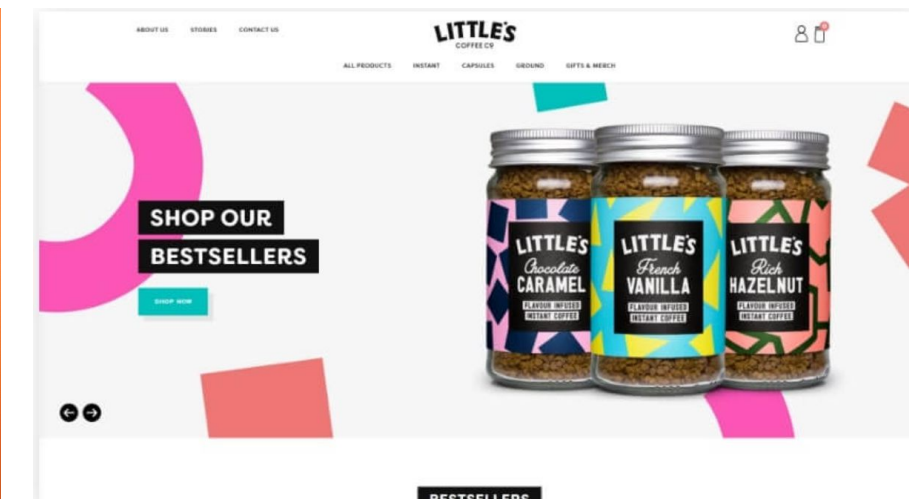 ABOUT US STORIES CONTACT US
LITTLE'S
COFFEE CO
0
ALL PRODUCTS INSTANT CAPSULES GROUND GIFTS & MERCH
SHOP OUR
BESTSELLERS
SHOP NOW
LITTLE'S
Chocolate
CARAMEL
FLAVOUR INFUSED
INSTANT COFFEE
LITTLE'S
French
VANILLA
FLAVOUR INFUSED
INSTANT COFFEE
LITTLE'S
Rich
HAZELNUT
FLAVOUR INFUSED
INSTANT COFFEE
BESTSELLERS